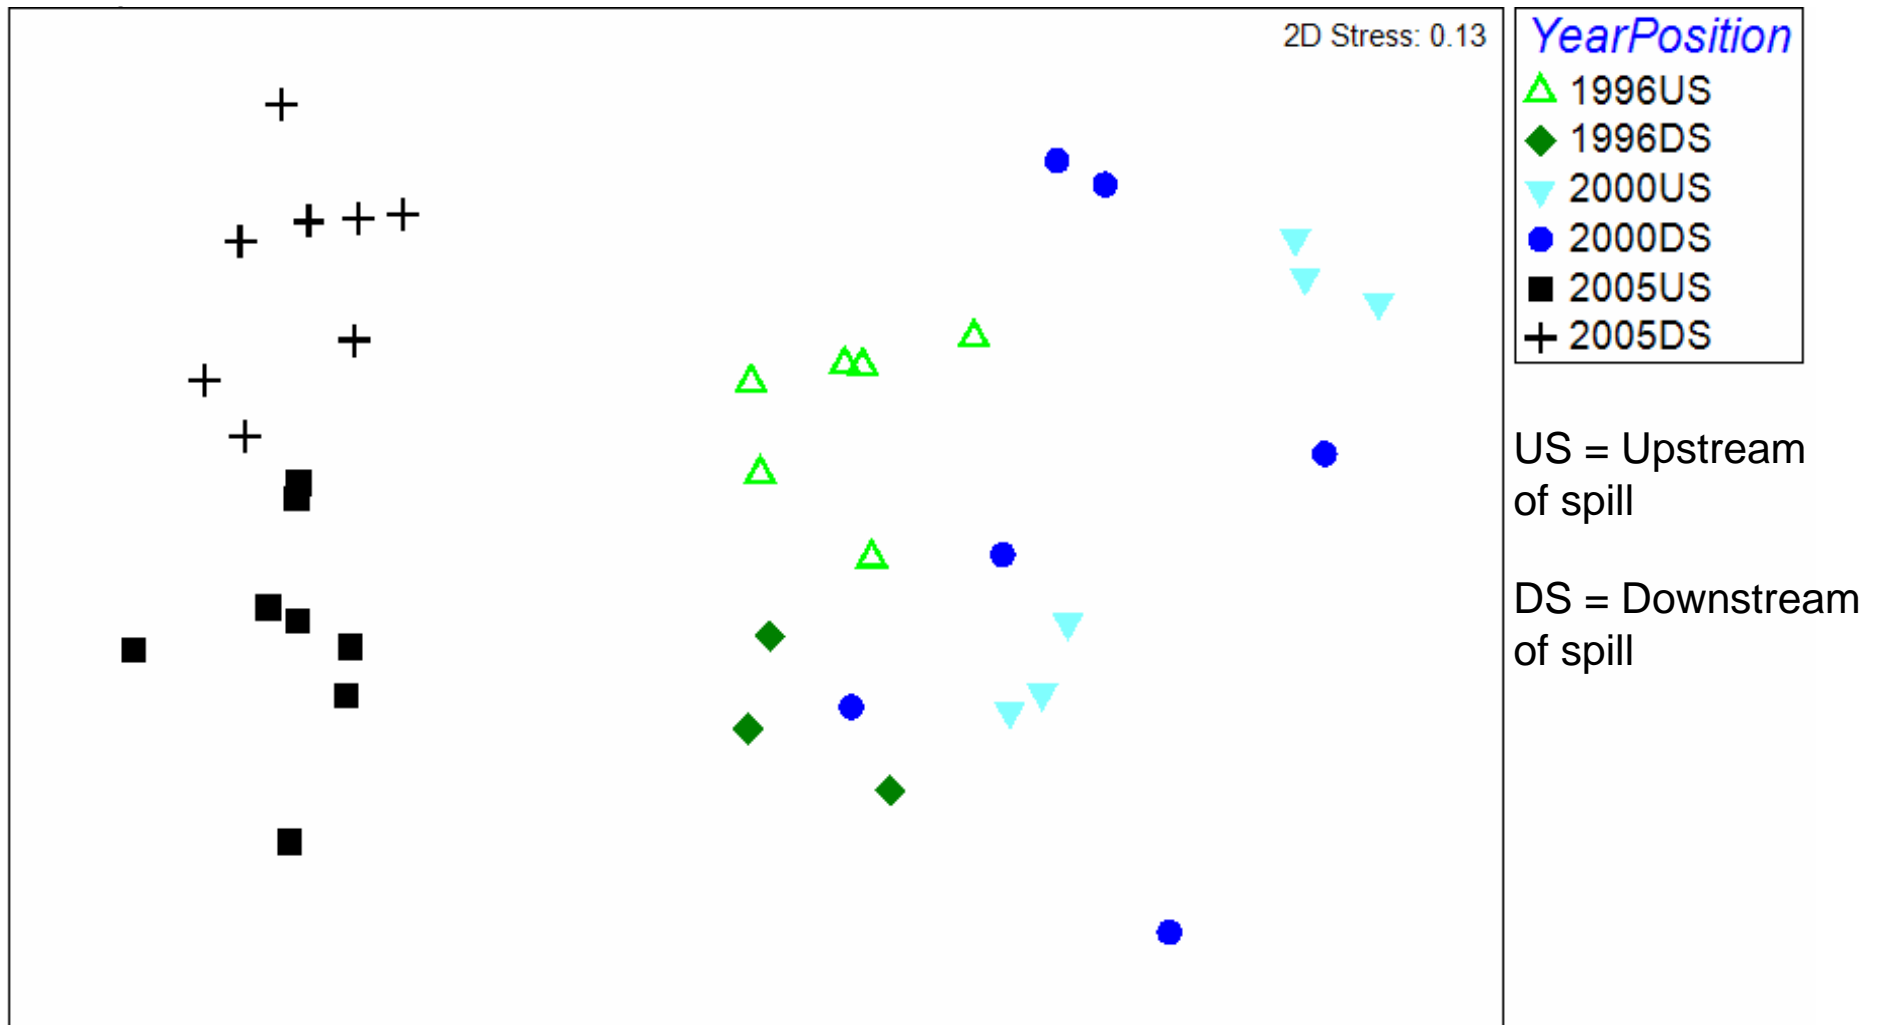 2D Stress: 0.13
YearPosition
1996US
1996DS
2000US
2000DS
2005US
2005DS
US = Upstream
of spill
DS = Downstream
of spill